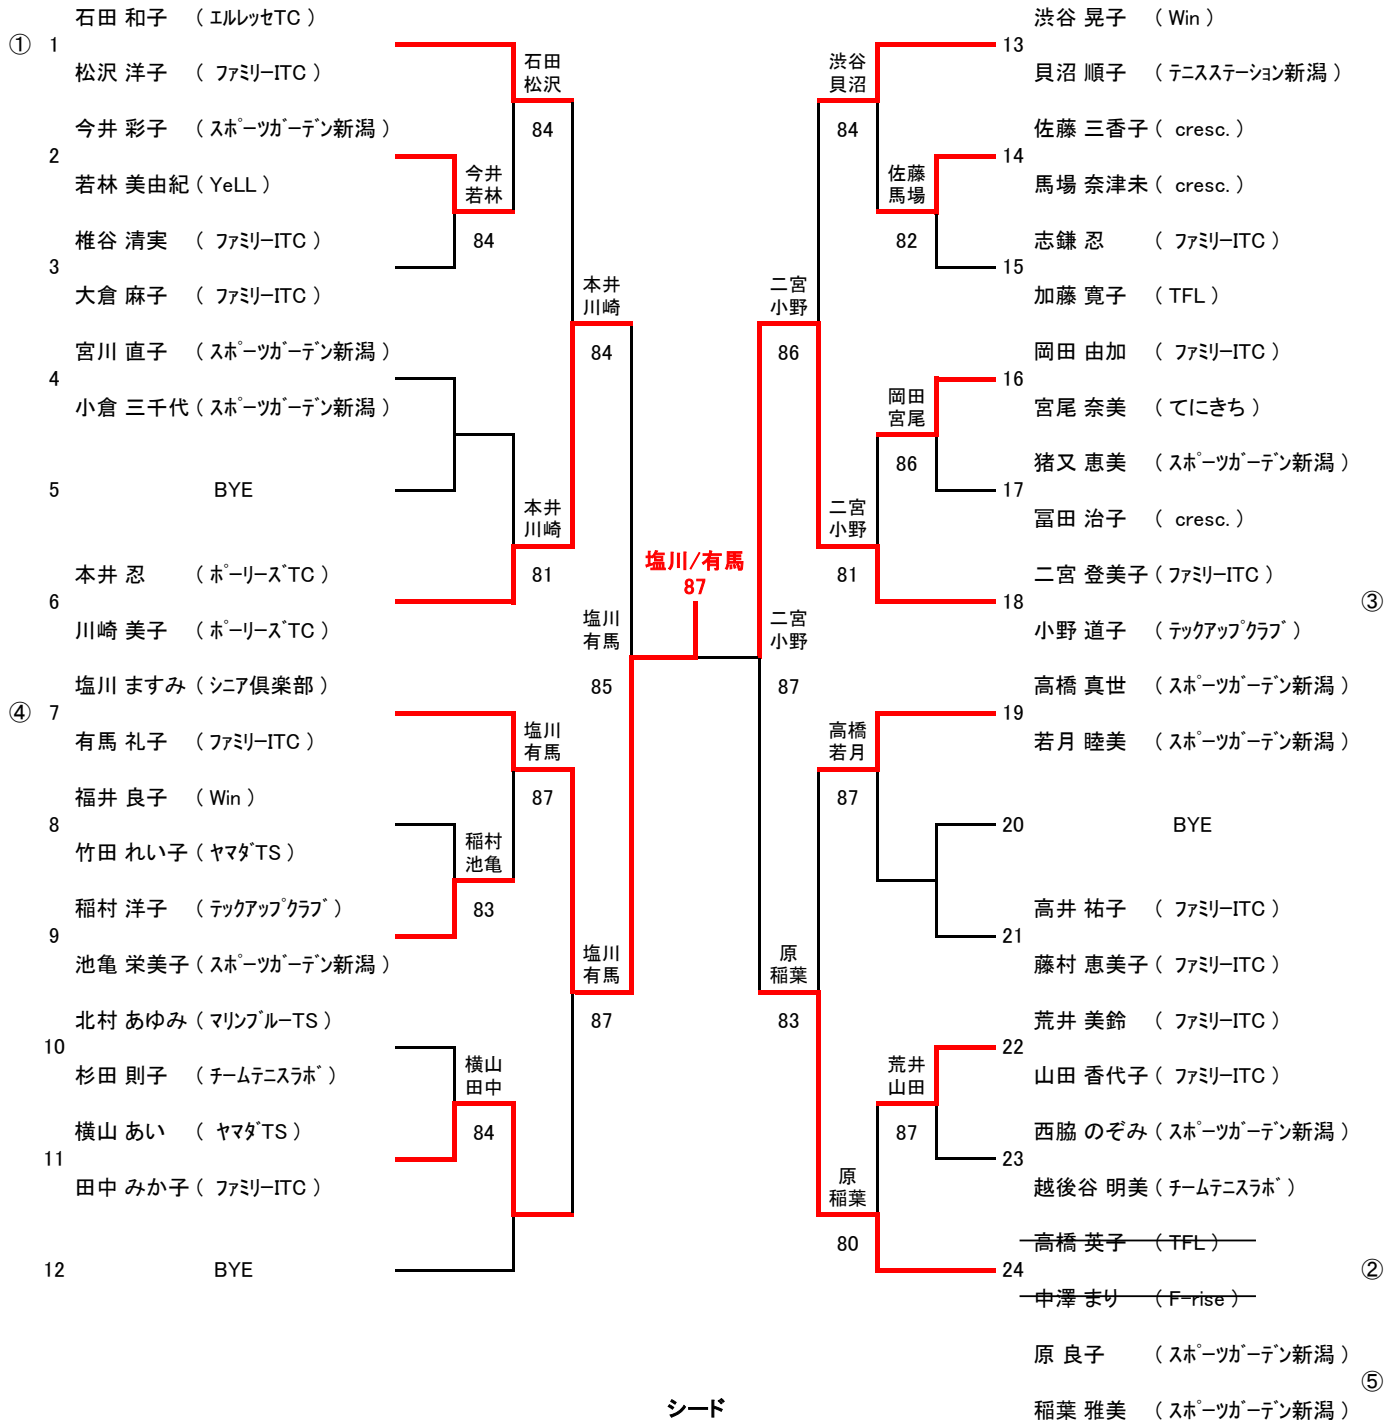 石田 和子 ( エルレッセTC )
① 1
松沢 洋子 ( ファミリーITC )
今井 彩子 ( スポーツガーデン新潟 )
2
若林 美由紀 ( YeLL )
椎谷 清実 ( ファミリーITC )
3
大倉 麻子 ( ファミリーITC )
宮川 直子 ( スポーツガーデン新潟 )
4
小倉 三千代 ( スポーツガーデン新潟 )
5 BYE
本井 忍 ( ポーリーズTC )
6
川崎 美子 ( ポーリーズTC )
塩川 ますみ ( シニア倶楽部 )
④ 7
有馬 礼子 ( ファミリーITC )
福井 良子 ( Win )
8
竹田 れい子 ( ヤマダTS )
稲村 洋子 ( テックアップクラブ )
9
池亀 栄美子 ( スポーツガーデン新潟 )
北村 あゆみ ( マリンブルーTS )
10
杉田 則子 ( チームテニスラボ )
横山 あい ( ヤマダTS )
11
田中 みか子 ( ファミリーITC )
12 BYE
今井
若林
84
稲村
池亀
83
横山
田中
84
石田
松沢
84
本井
川崎
81
塩川
有馬
87
本井
川崎
84
塩川
有馬
87
塩川
有馬
85
塩川/有馬
87
二宮
小野
87
二宮
小野
86
原
稲葉
83
渋谷
貝沼
84
二宮
小野
81
高橋
若月
87
原
稲葉
80
佐藤
馬場
82
岡田
宮尾
86
荒井
山田
87
渋谷 晃子 ( Win )
13
貝沼 順子 ( テニスステーション新潟 )
佐藤 三香子 ( cresc. )
14
馬場 奈津未 ( cresc. )
志鎌 忍 ( ファミリーITC )
15
加藤 寛子 ( TFL )
岡田 由加 ( ファミリーITC )
16
宮尾 奈美 ( てにきち )
猪又 恵美 ( スポーツガーデン新潟 )
17
冨田 治子 ( cresc. )
二宮 登美子 ( ファミリーITC )
18 ③
小野 道子 ( テックアップクラブ )
高橋 真世 ( スポーツガーデン新潟 )
19
若月 睦美 ( スポーツガーデン新潟 )
20 BYE
高井 祐子 ( ファミリーITC )
21
藤村 恵美子 ( ファミリーITC )
荒井 美鈴 ( ファミリーITC )
22
山田 香代子 ( ファミリーITC )
西脇 のぞみ ( スポーツガーデン新潟 )
23
越後谷 明美 ( チームテニスラボ )
高橋 英子 ( TFL )
24 ②
中澤 まり ( F-rise )
原 良子 ( スポーツガーデン新潟 )
⑤
稲葉 雅美 ( スポーツガーデン新潟 )
シード